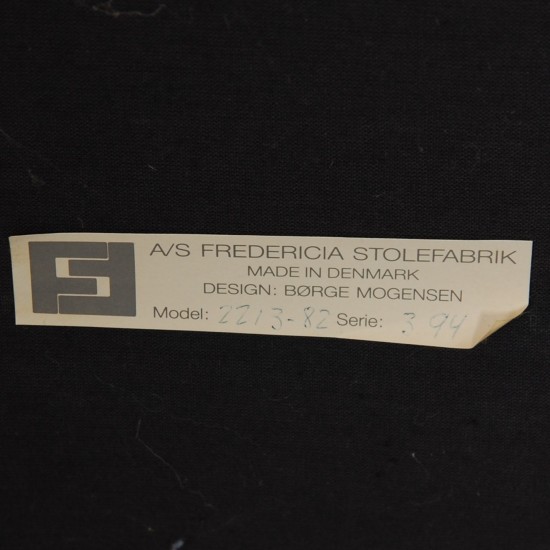 A/S FREDERICIA STOLEFABRIK
MADE IN DENMARK
DESIGN: BØRGE MOGENSEN
Model: 2213-82 Serie: 3 94